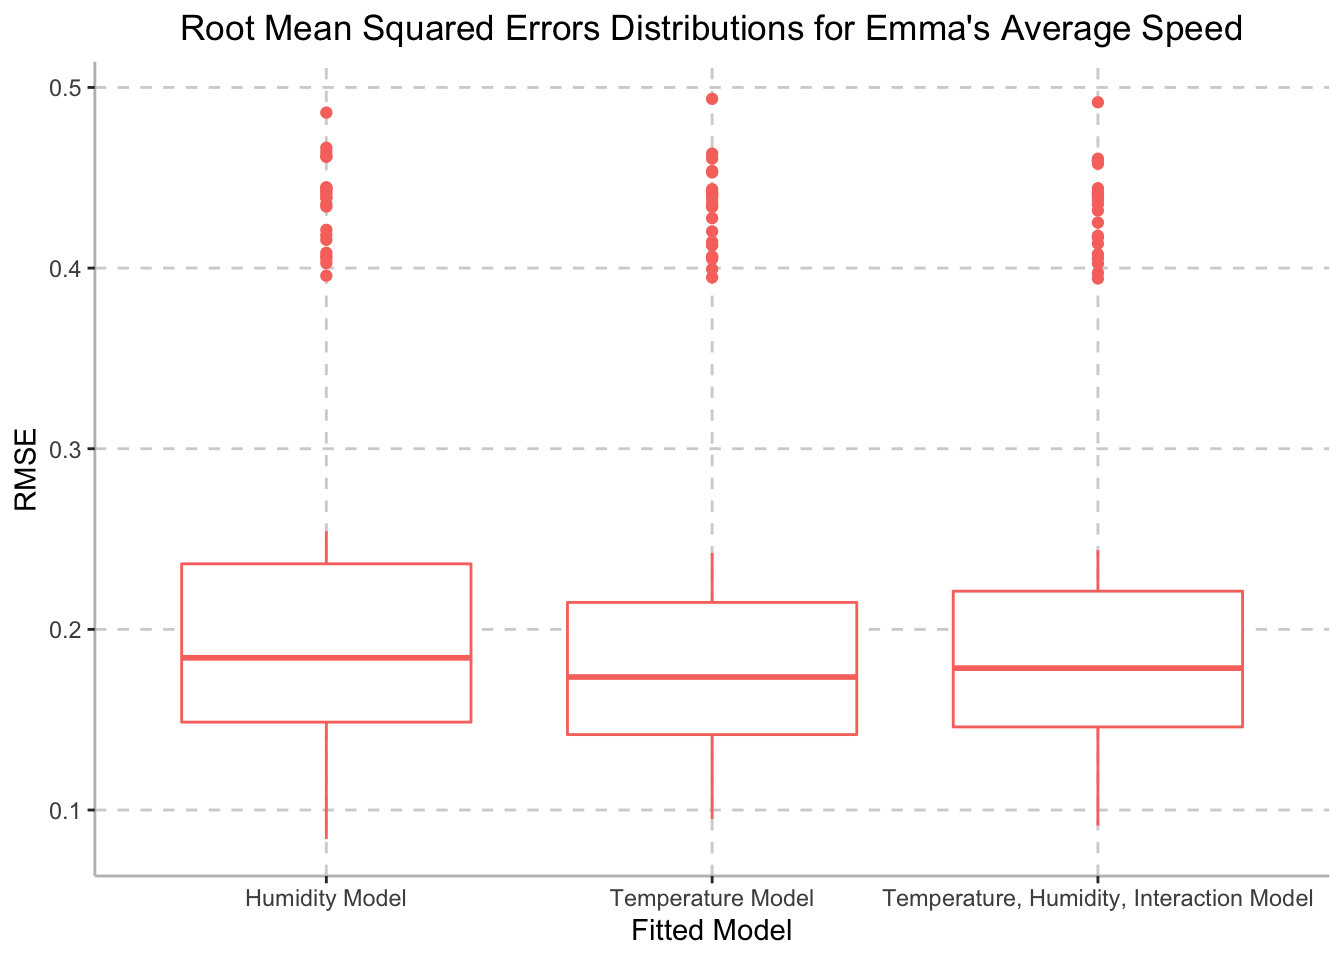 Root Mean Squared Errors Distributions for Emma's Average Speed
0.5
0.4
0.3
0.2
0.1
RMSE
Humidity Model
Temperature Model
Temperature, Humidity, Interaction Model
Fitted Model